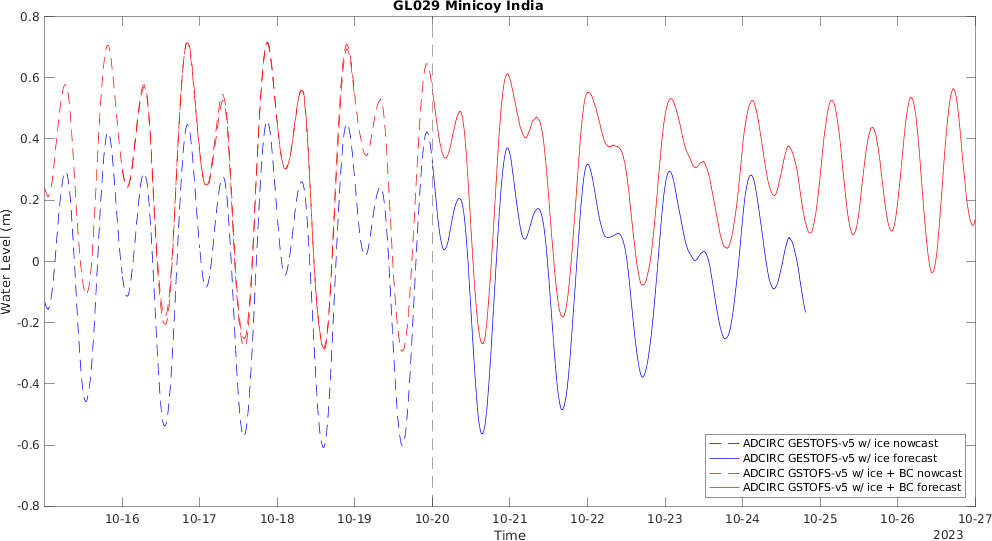 GL029 Minicoy India
0.8
0.6
0.4
0.2
0
-0.2
-0.4
-0.6
-0.8
Water Level (m)
10-16 10-17 10-18 10-19 10-20 10-21 10-22 10-23 10-24 10-25 10-26 10-27
Time
2023
ADCIRC GESTOFS-v5 w/ ice nowcast
ADCIRC GESTOFS-v5 w/ ice forecast
ADCIRC GSTOFS-v5 w/ ice + BC nowcast
ADCIRC GSTOFS-v5 w/ ice + BC forecast